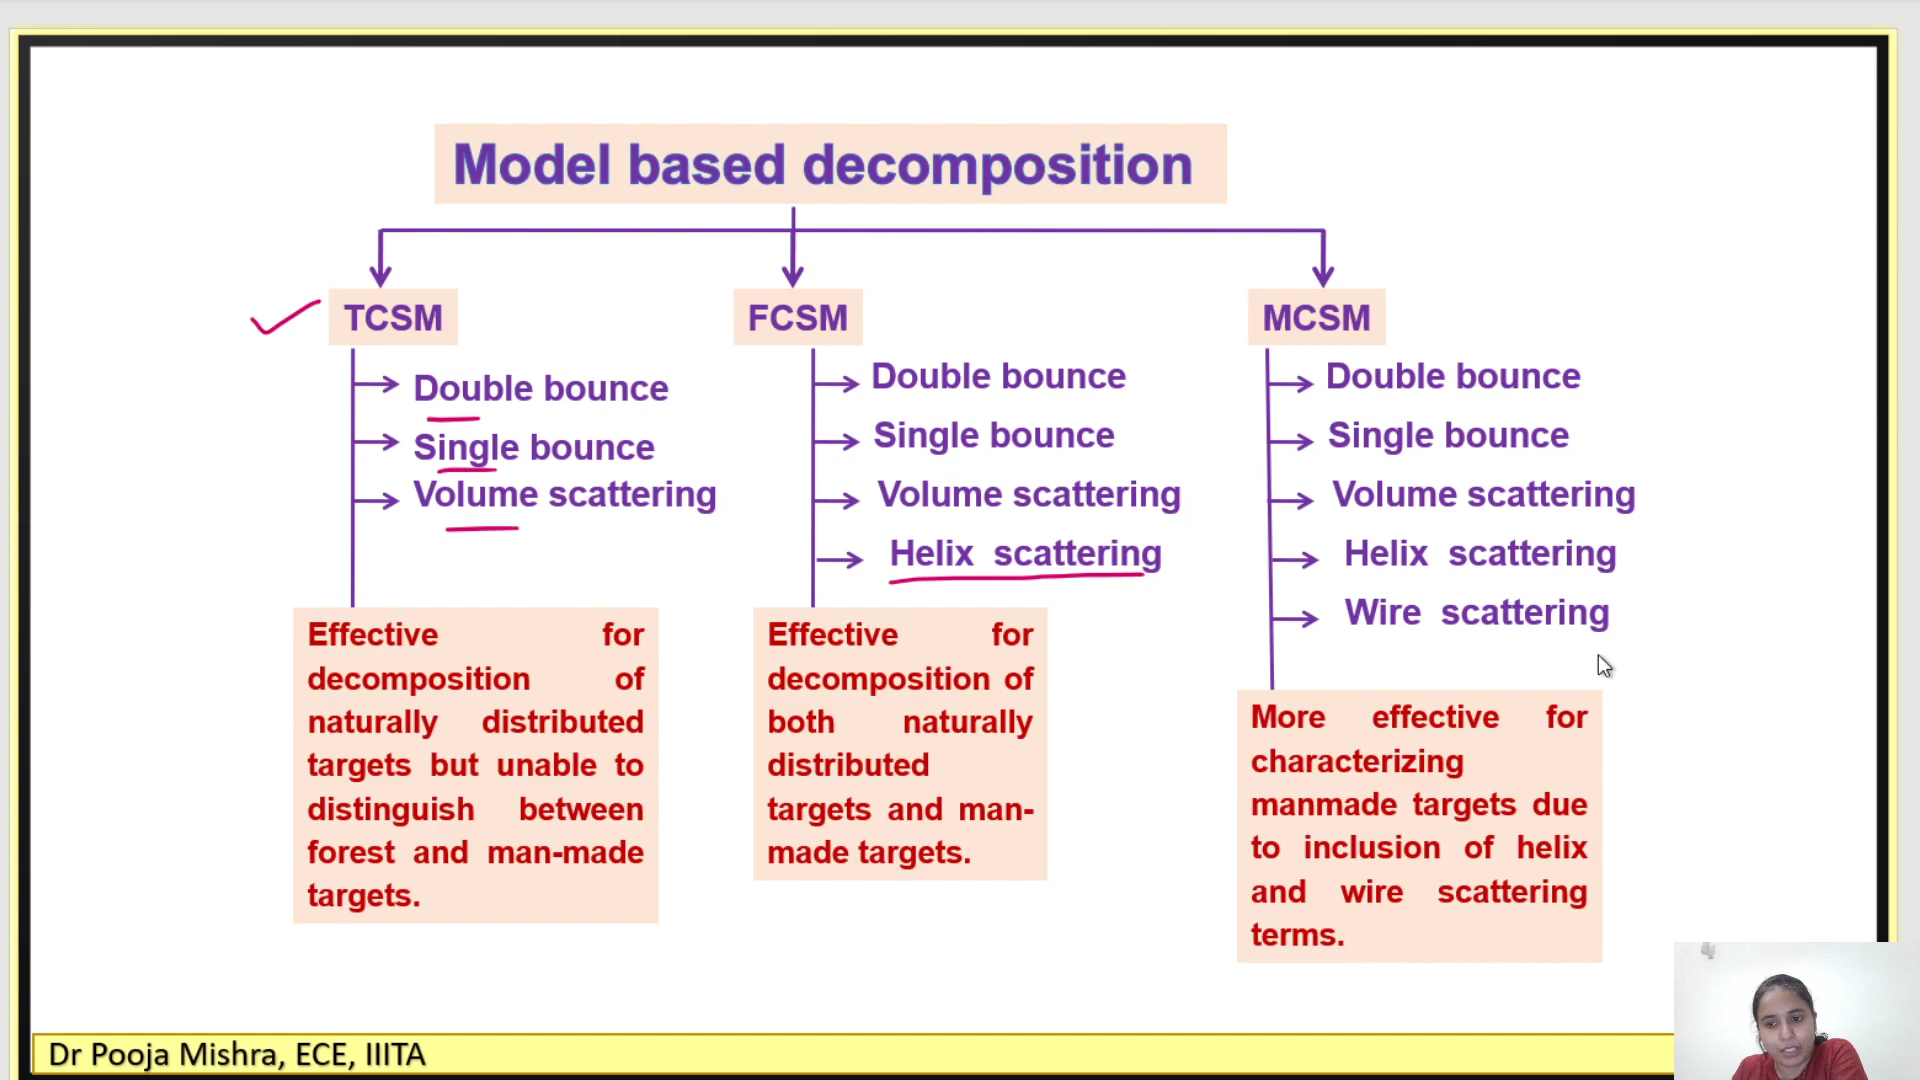 Model based decomposition
TCSM
Double bounce
Single bounce
Volume scattering
Effective for
decomposition of
naturally distributed
targets but unable to
distinguish between
forest and man-made
targets.
FCSM
Double bounce
Single bounce
Volume scattering
Helix scattering
Effective for
decomposition of
both naturally
distributed
targets and man-
made targets.
MCSM
Double bounce
Single bounce
Volume scattering
Helix scattering
Wire scattering
More effective for
characterizing
manmade targets due
to inclusion of helix
and wire scattering
terms.
Dr Pooja Mishra, ECE, IIITA